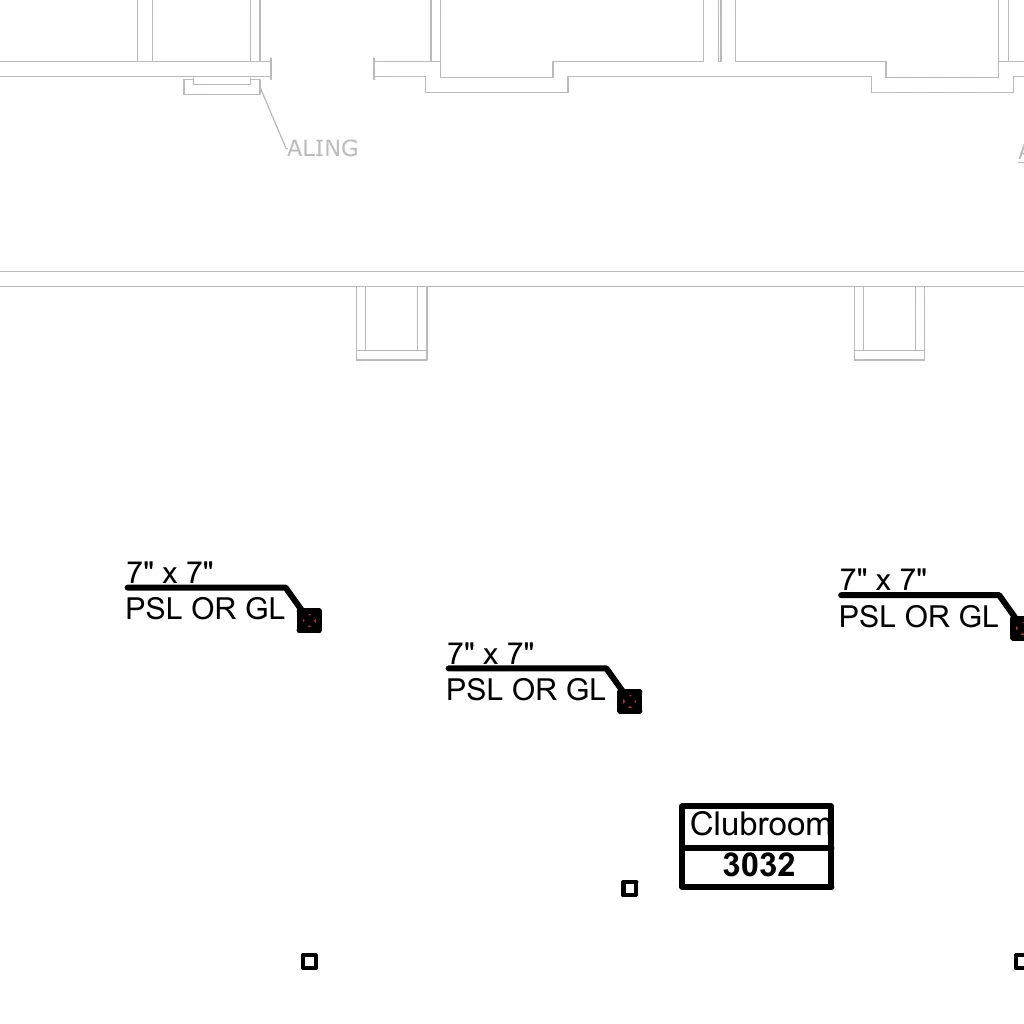 ALING
7" x 7"
PSL OR GL
7" x 7"
PSL OR GL
7" x 7"
PSL OR GL
Clubroom
3032